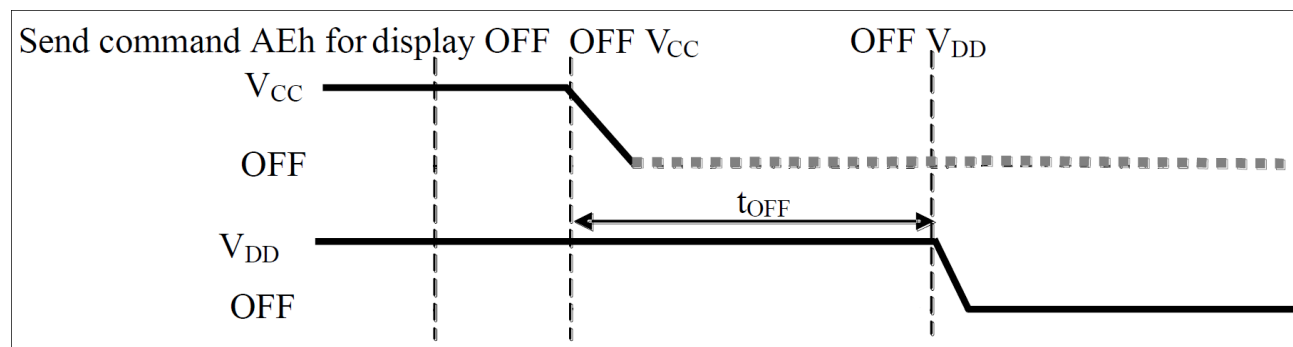 Send command AEh for display OFF OFF VCC OFF VDD
VCC
OFF
tOFF
VDD
OFF